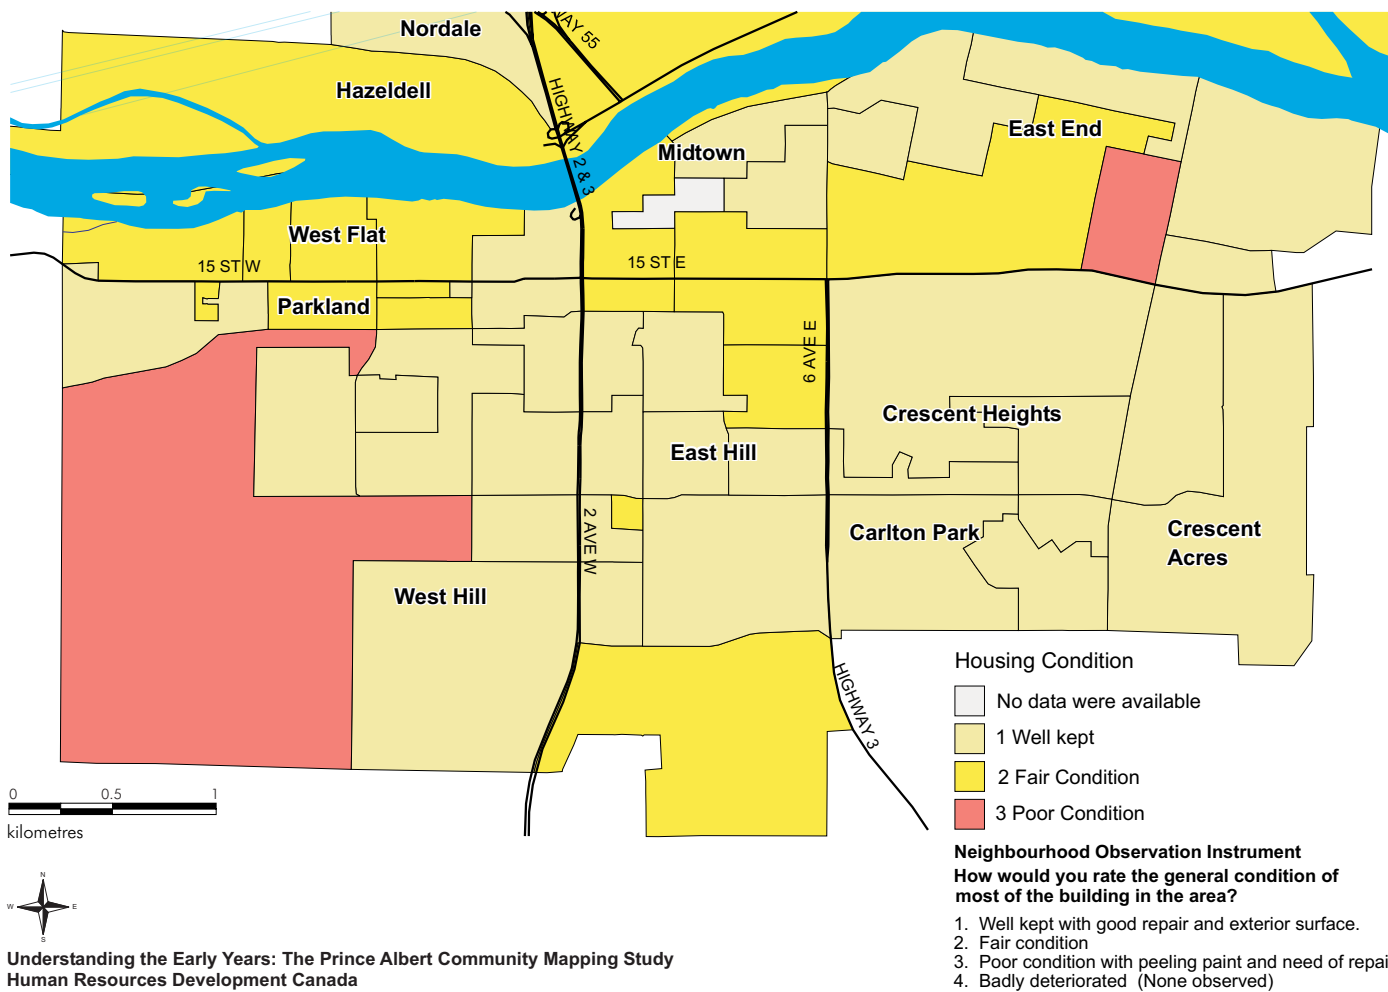 Nordale
WAY 55
Hazeldell
HIGHWAY 2 & 3
East End
Midtown
West Flat
15 ST W
15 ST E
Parkland
6 AVE E
Crescent Heights
East Hill
2 AVE W
Carlton Park
Crescent
Acres
West Hill
HIGHWAY 3
Housing Condition
No data were available
1 Well kept
2 Fair Condition
3 Poor Condition
0 0.5 1
kilometres
Neighbourhood Observation Instrument
How would you rate the general condition of
most of the building in the area?
1. Well kept with good repair and exterior surface.
2. Fair condition
3. Poor condition with peeling paint and need of repai
4. Badly deteriorated (None observed)
N
W E
S
Understanding the Early Years: The Prince Albert Community Mapping Study
Human Resources Development Canada